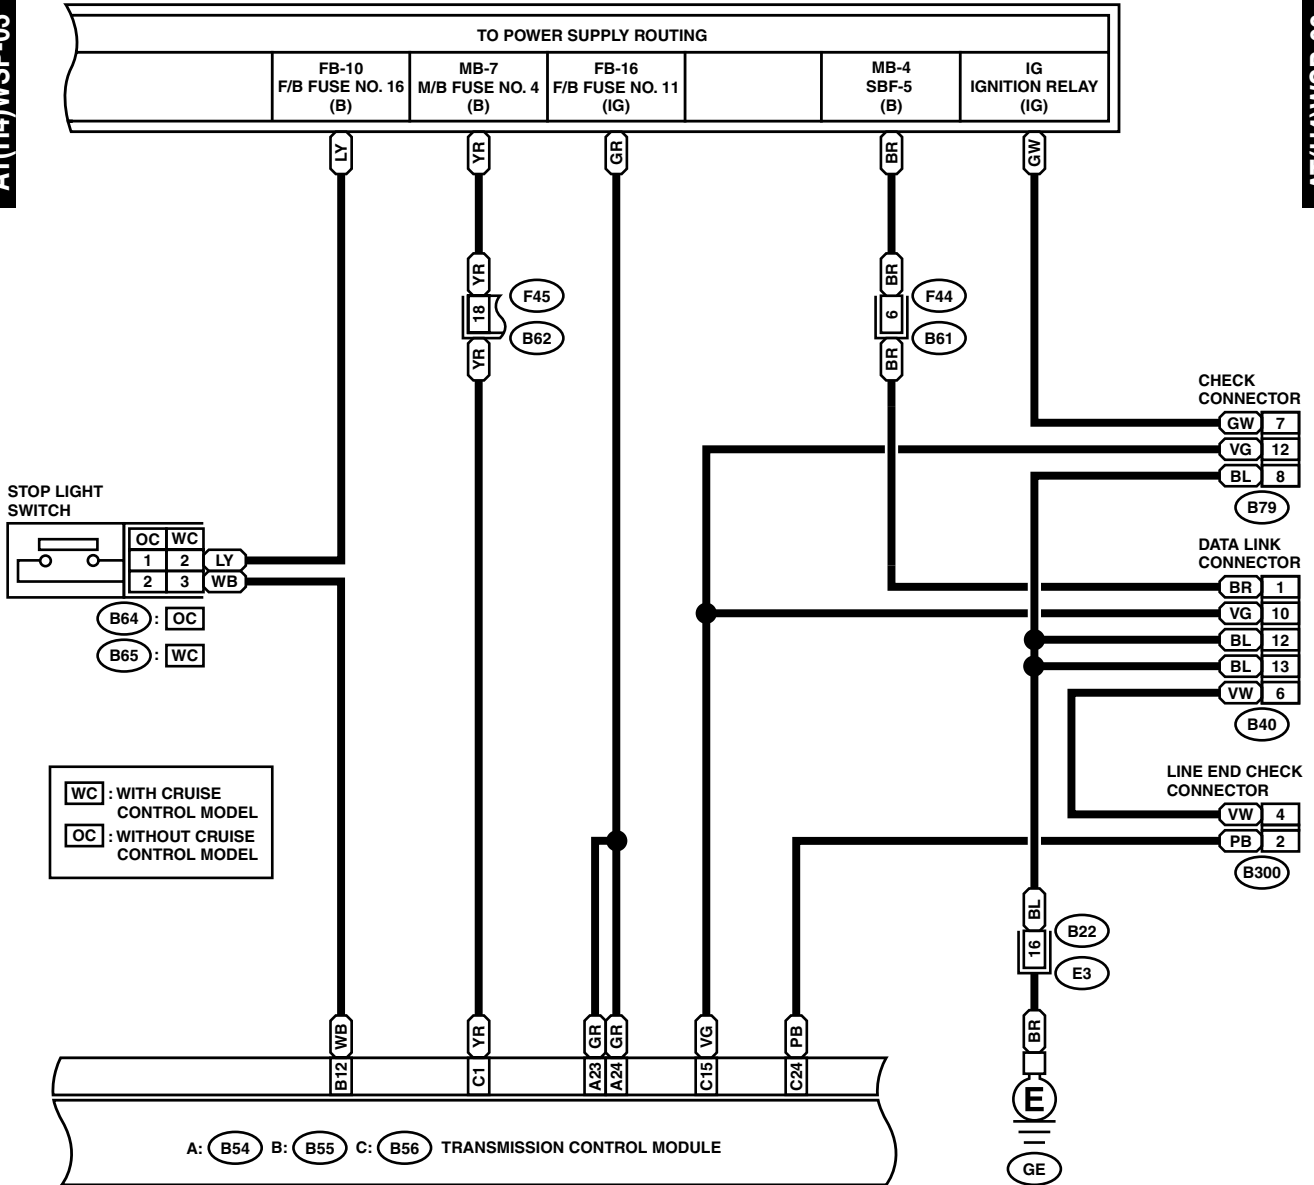 TO POWER SUPPLY ROUTING
FB-10
F/B FUSE NO. 16
(B)
MB-7
M/B FUSE NO. 4
(B)
FB-16
F/B FUSE NO. 11
(IG)
MB-4
SBF-5
(B)
IG
IGNITION RELAY
(IG)
LY
YR
GR
BR
GW
YR
18
YR
F45
B62
BR
6
BR
F44
B61
CHECK
CONNECTOR
GW 7
VG 12
BL 8
B79
STOP LIGHT
SWITCH
OC WC
1 2 LY
2 3 WB
B64 : OC
B65 : WC
DATA LINK
CONNECTOR
BR 1
VG 10
BL 12
BL 13
VW 6
B40
WC : WITH CRUISE
CONTROL MODEL
OC : WITHOUT CRUISE
CONTROL MODEL
LINE END CHECK
CONNECTOR
VW 4
PB 2
B300
BL
16
B22
E3
BR
E
GE
WB
YR
GR
GR
VG
PB
B12
C1
A23
A24
C15
C24
A: B54 B: B55 C: B56 TRANSMISSION CONTROL MODULE